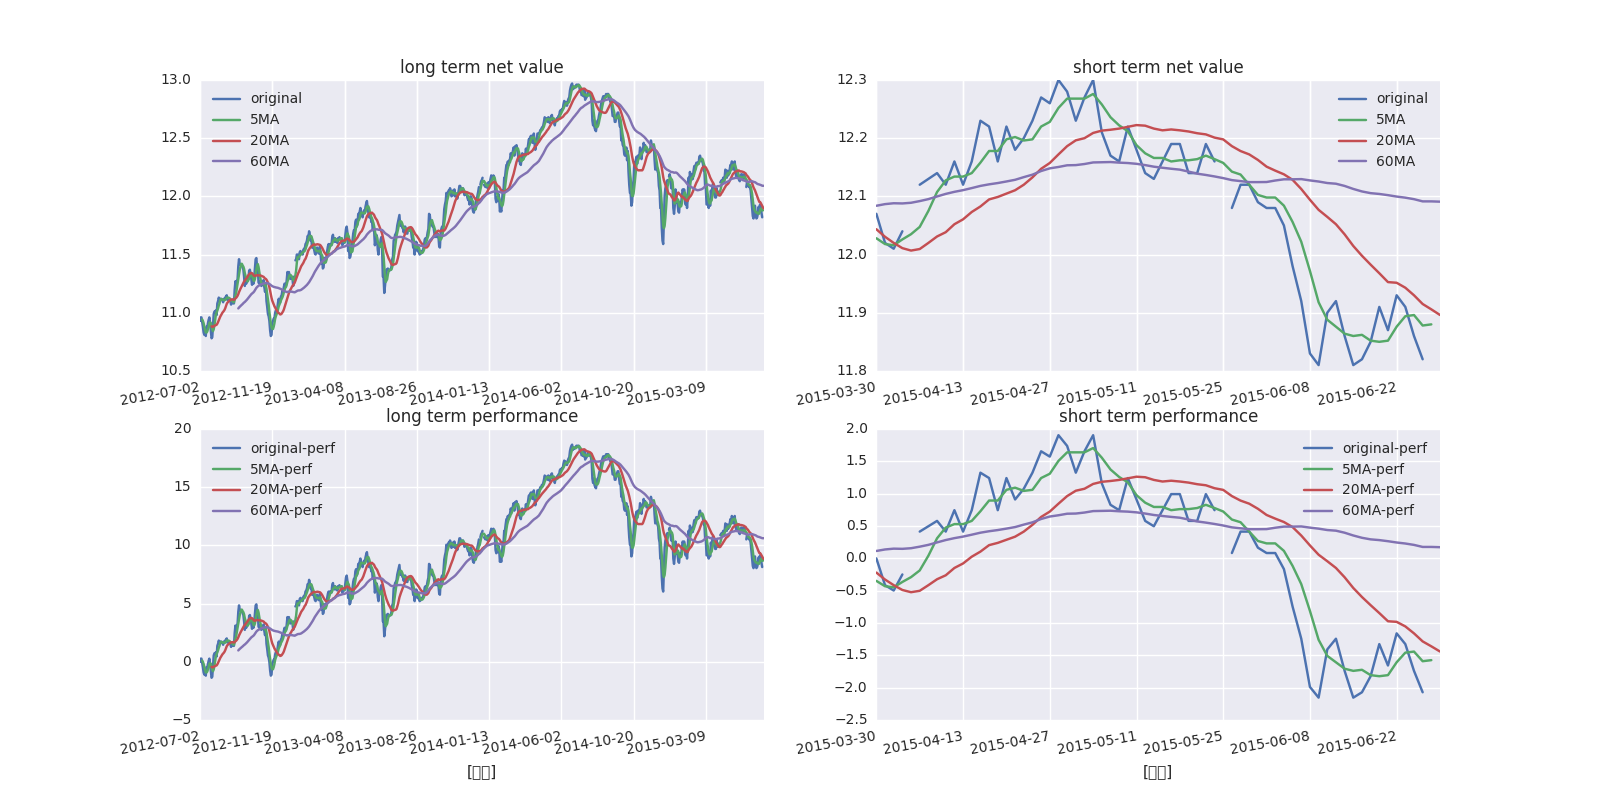 long term net value
13.0
12.5
12.0
11.5
11.0
10.5
original
5MA
20MA
60MA
2012-07-02
2012-11-19
2013-04-08
2013-08-26
2014-01-13
2014-06-02
2014-10-20
2015-03-09
short term net value
12.3
12.2
12.1
12.0
11.9
11.8
original
5MA
20MA
60MA
2015-03-30
2015-04-13
2015-04-27
2015-05-11
2015-05-25
2015-06-08
2015-06-22
long term performance
20
15
10
5
0
−5
original-perf
5MA-perf
20MA-perf
60MA-perf
2012-07-02
2012-11-19
2013-04-08
2013-08-26
2014-01-13
2014-06-02
2014-10-20
2015-03-09
short term performance
2.0
1.5
1.0
0.5
0.0
−0.5
−1.0
−1.5
−2.0
−2.5
original-perf
5MA-perf
20MA-perf
60MA-perf
2015-03-30
2015-04-13
2015-04-27
2015-05-11
2015-05-25
2015-06-08
2015-06-22